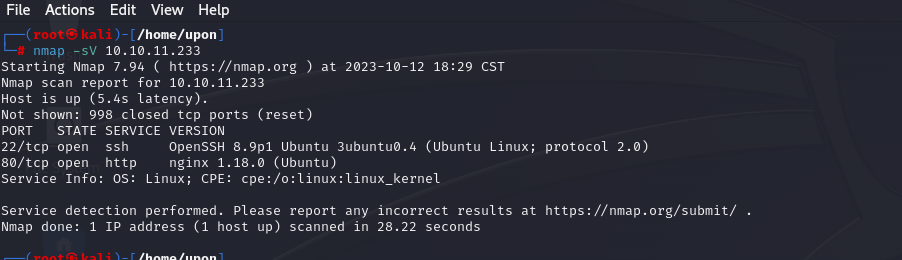 File Actions Edit View Help
┌──(root㉿kali)-[/home/upon]
└─# nmap -sV 10.10.11.233
Starting Nmap 7.94 ( https://nmap.org ) at 2023-10-12 18:29 CST
Nmap scan report for 10.10.11.233
Host is up (5.4s latency).
Not shown: 998 closed tcp ports (reset)
PORT   STATE SERVICE VERSION
22/tcp open  ssh     OpenSSH 8.9p1 Ubuntu 3ubuntu0.4 (Ubuntu Linux; protocol 2.0)
80/tcp open  http    nginx 1.18.0 (Ubuntu)
Service Info: OS: Linux; CPE: cpe:/o:linux:linux_kernel
Service detection performed. Please report any incorrect results at https://nmap.org/submit/ .
Nmap done: 1 IP address (1 host up) scanned in 28.22 seconds
┌──(root㉿kali)-[/home/upon]